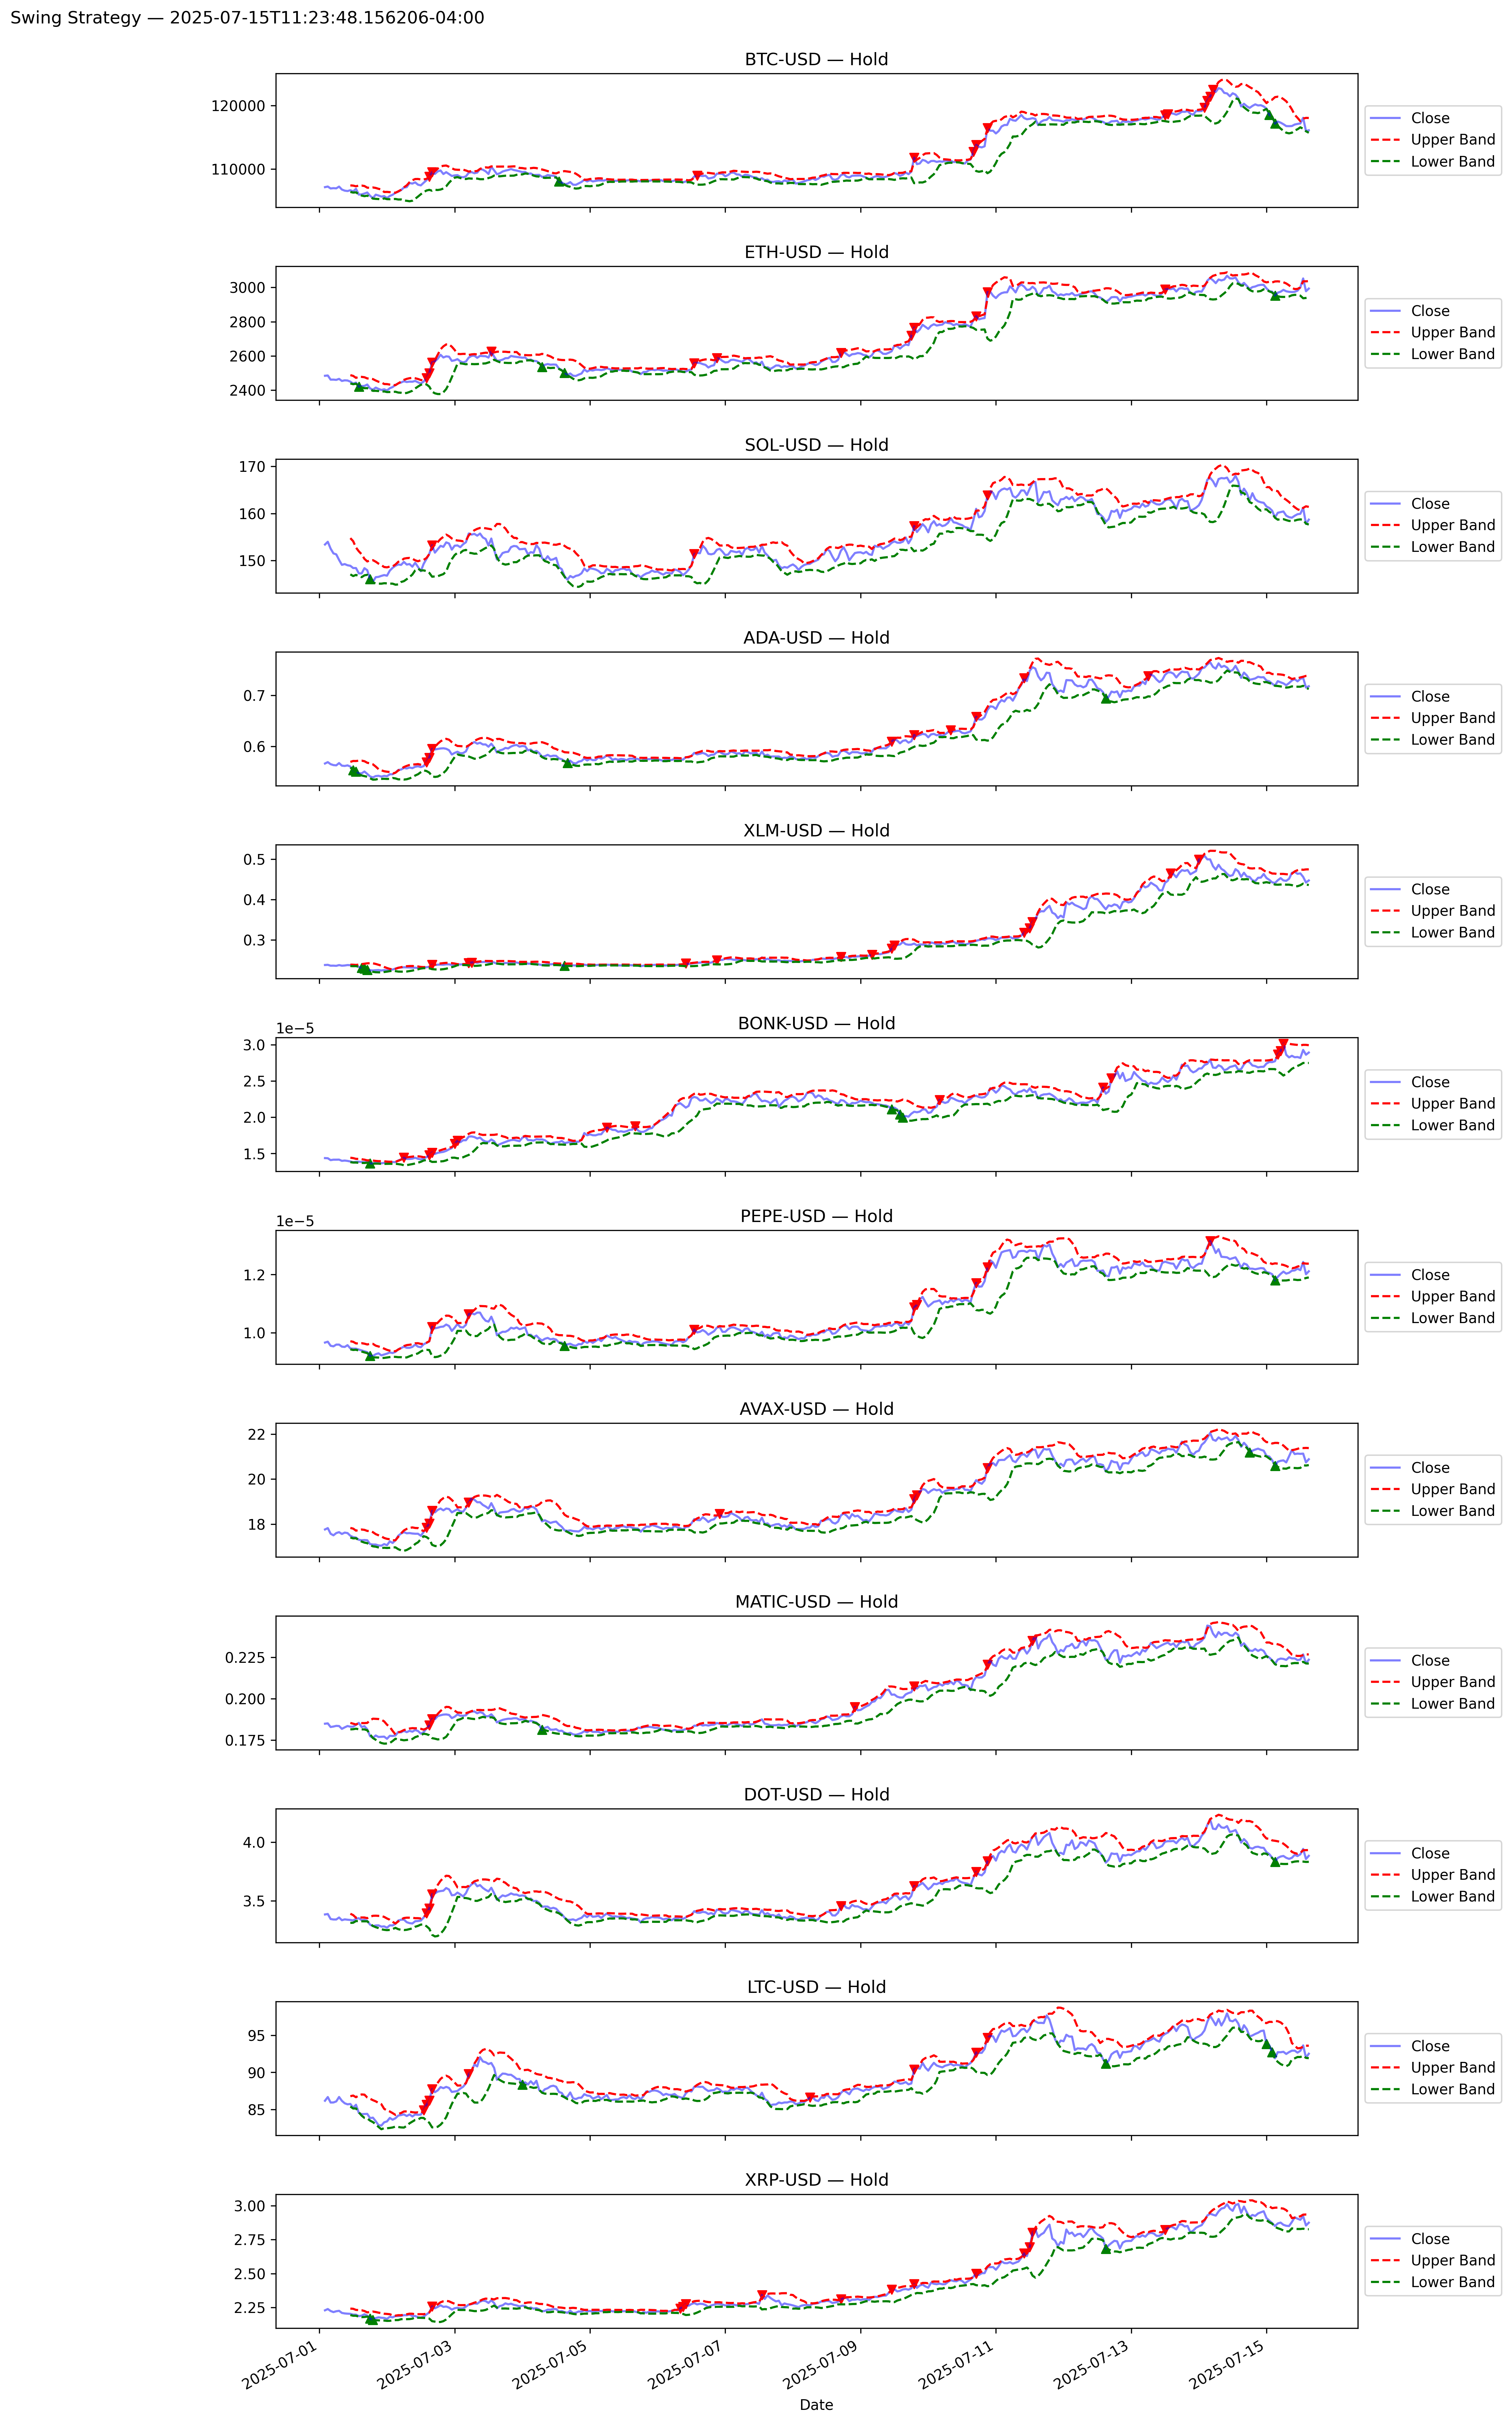 Swing Strategy — 2025-07-15T11:23:48.156206-04:00
BTC-USD — Hold
120000
110000
Close
Upper Band
Lower Band
ETH-USD — Hold
3000
2800
2600
2400
Close
Upper Band
Lower Band
SOL-USD — Hold
170
160
150
Close
Upper Band
Lower Band
ADA-USD — Hold
0.7
0.6
Close
Upper Band
Lower Band
XLM-USD — Hold
0.5
0.4
0.3
Close
Upper Band
Lower Band
BONK-USD — Hold
1e−5
3.0
2.5
2.0
1.5
Close
Upper Band
Lower Band
PEPE-USD — Hold
1e−5
1.2
1.0
Close
Upper Band
Lower Band
AVAX-USD — Hold
22
20
18
Close
Upper Band
Lower Band
MATIC-USD — Hold
0.225
0.200
0.175
Close
Upper Band
Lower Band
DOT-USD — Hold
4.0
3.5
Close
Upper Band
Lower Band
LTC-USD — Hold
95
90
85
Close
Upper Band
Lower Band
XRP-USD — Hold
3.00
2.75
2.50
2.25
Close
Upper Band
Lower Band
2025-07-01
2025-07-03
2025-07-05
2025-07-07
2025-07-09
2025-07-11
2025-07-13
2025-07-15
Date